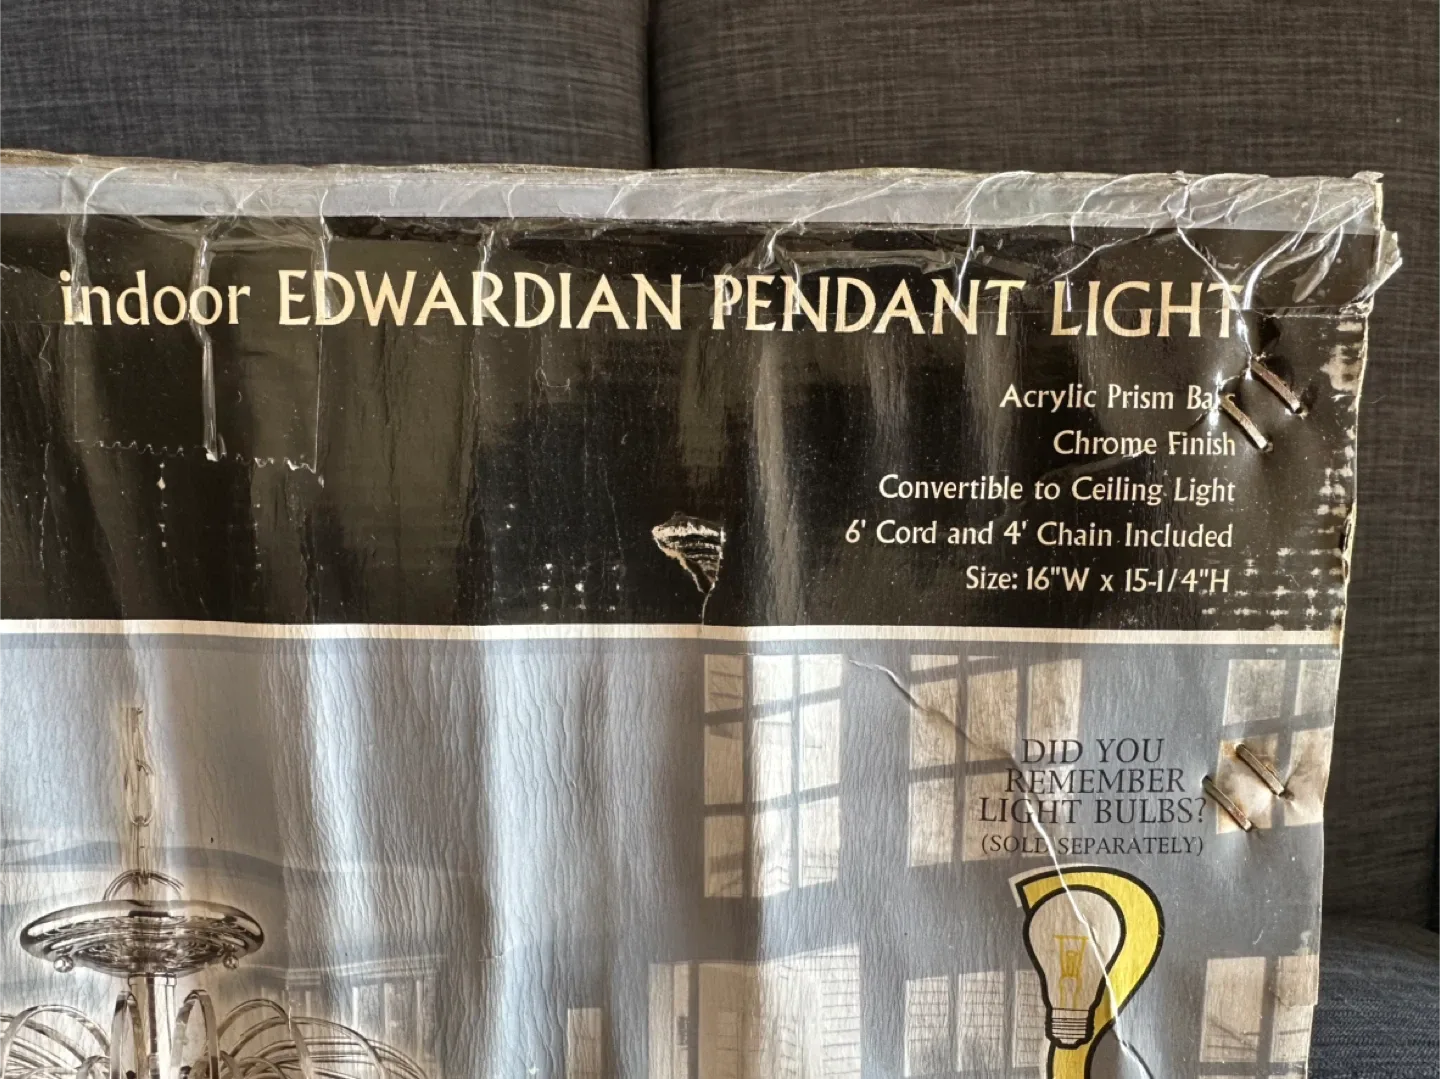 indoor EDWARDIAN PENDANT LIGHT
Acrylic Prism Bars
Chrome Finish
Convertible to Ceiling Light
6' Cord and 4' Chain Included
Size: 16"W x 15-1/4"H
DID YOU
REMEMBER
LIGHT BULBS?
(SOLD SEPARATELY)